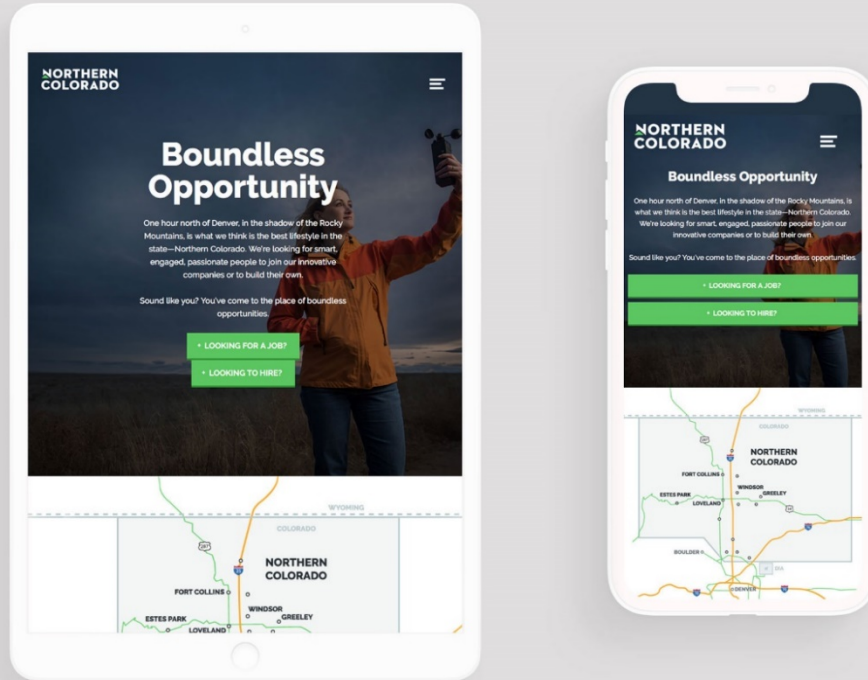 NORTHERN
COLORADO
Boundless
Opportunity
One hour north of Denver, in the shadow of the Rocky
Mountains, is what we think is the best lifestyle in the
state—Northern Colorado. We're looking for smart,
engaged, passionate people to join our innovative
companies or to build their own.
Sound like you? You've come to the place of boundless
opportunities.
+ LOOKING FOR A JOB?
+ LOOKING TO HIRE?
WYOMING
COLORADO
287
NORTHERN
COLORADO
FORT COLLINS
WINDSOR
GREELEY
ESTES PARK
LOVELAND
NORTHERN
COLORADO
Boundless Opportunity
One hour north of Denver, in the shadow of the Rocky Mountains, is
what we think is the best lifestyle in the state—Northern Colorado.
We're looking for smart, engaged, passionate people to join our
innovative companies or to build their own.
Sound like you? You've come to the place of boundless opportunities.
+ LOOKING FOR A JOB?
+ LOOKING TO HIRE?
WYOMING
COLORADO
287
NORTHERN
COLORADO
FORT COLLINS
WINDSOR
GREELEY
ESTES PARK
LOVELAND
BOULDER
DIA
DENVER